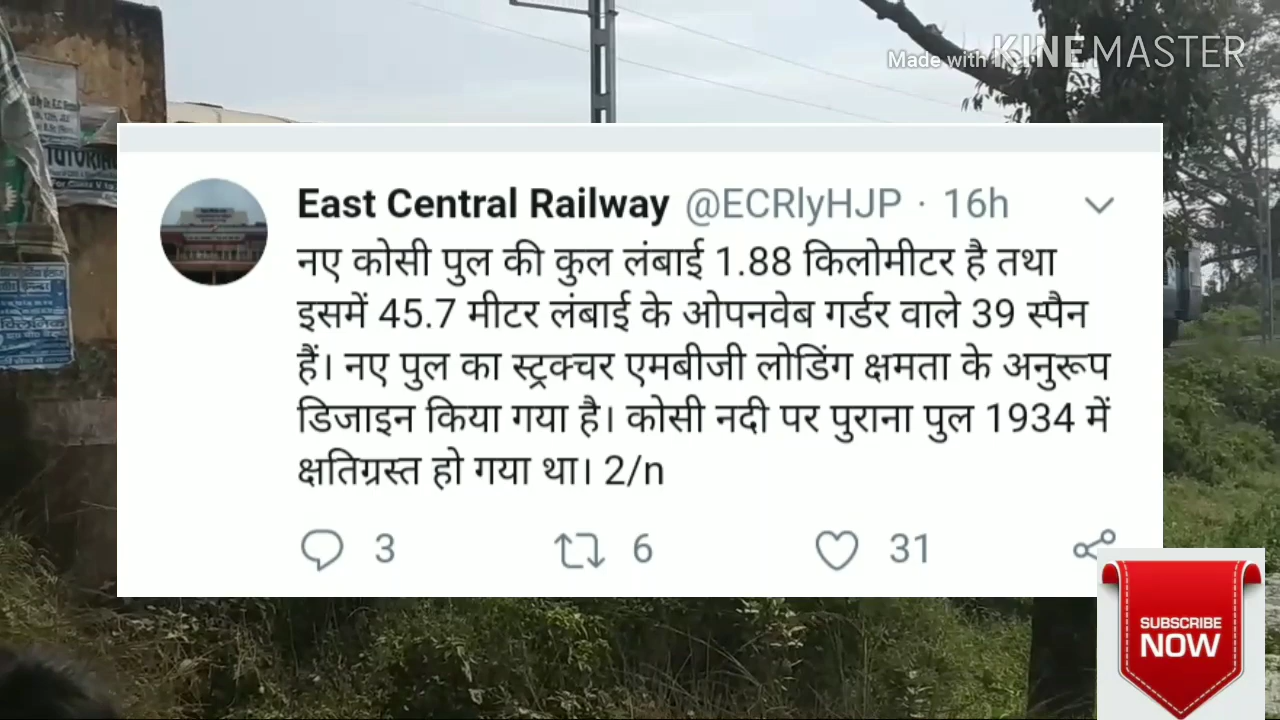 Made with KINEMASTER
TUTORIAL
East Central Railway @ECRlyHJP · 16h
नए कोसी पुल की कुल लंबाई 1.88 किलोमीटर है तथा
इसमें 45.7 मीटर लंबाई के ओपनवेब गर्डर वाले 39 स्पैन
हैं। नए पुल का स्ट्रक्चर एमबीजी लोडिंग क्षमता के अनुरूप
डिजाइन किया गया है। कोसी नदी पर पुराना पुल 1934 में
क्षतिग्रस्त हो गया था। 2/n
3 6 31
SUBSCRIBE
NOW